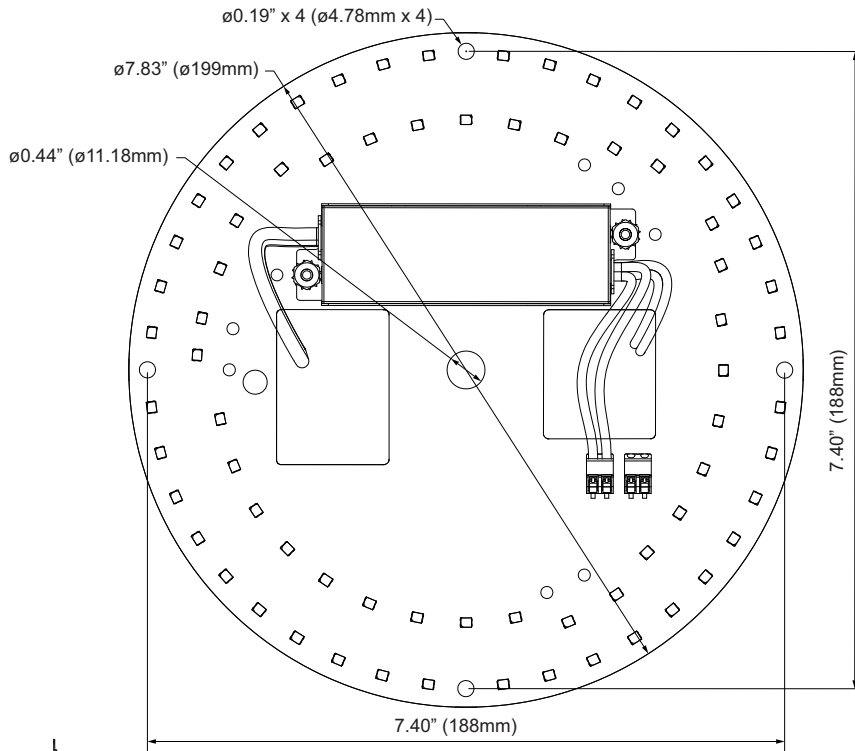 ø0.19” x 4 (ø4.78mm x 4)
ø7.83” (ø199mm)
ø0.44” (ø11.18mm)
7.40” (188mm)
7.40” (188mm)
L